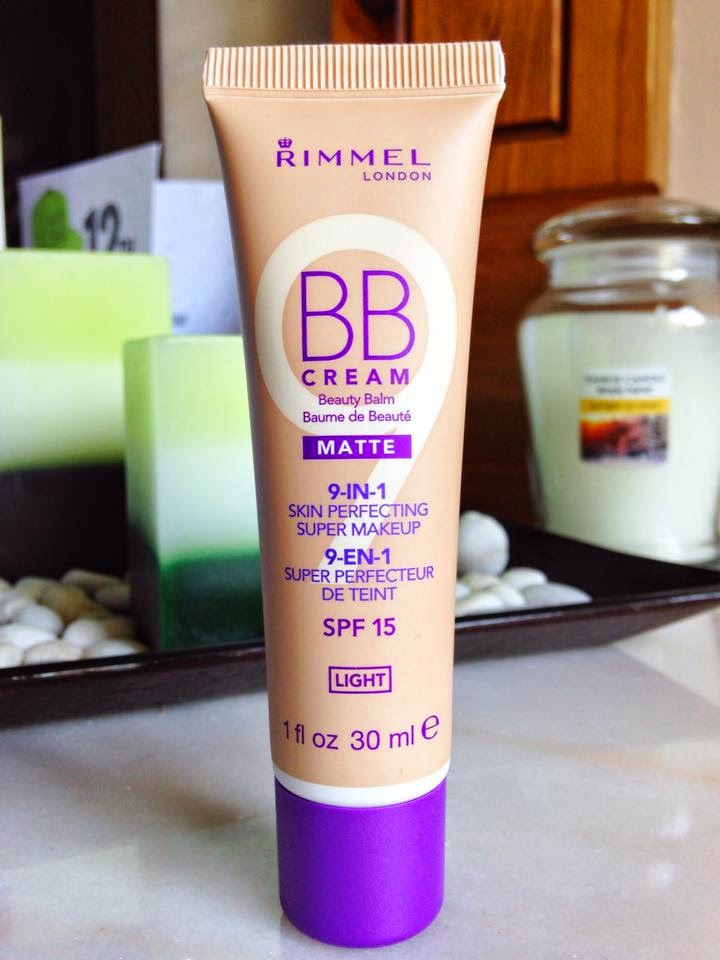 RIMMEL
LONDON
BB
CREAM
Beauty Balm
Baume de Beauté
MATTE
9-IN-1
SKIN PERFECTING
SUPER MAKEUP
9-EN-1
SUPER PERFECTEUR
DE TEINT
SPF 15
LIGHT
1 fl oz 30 ml e
9